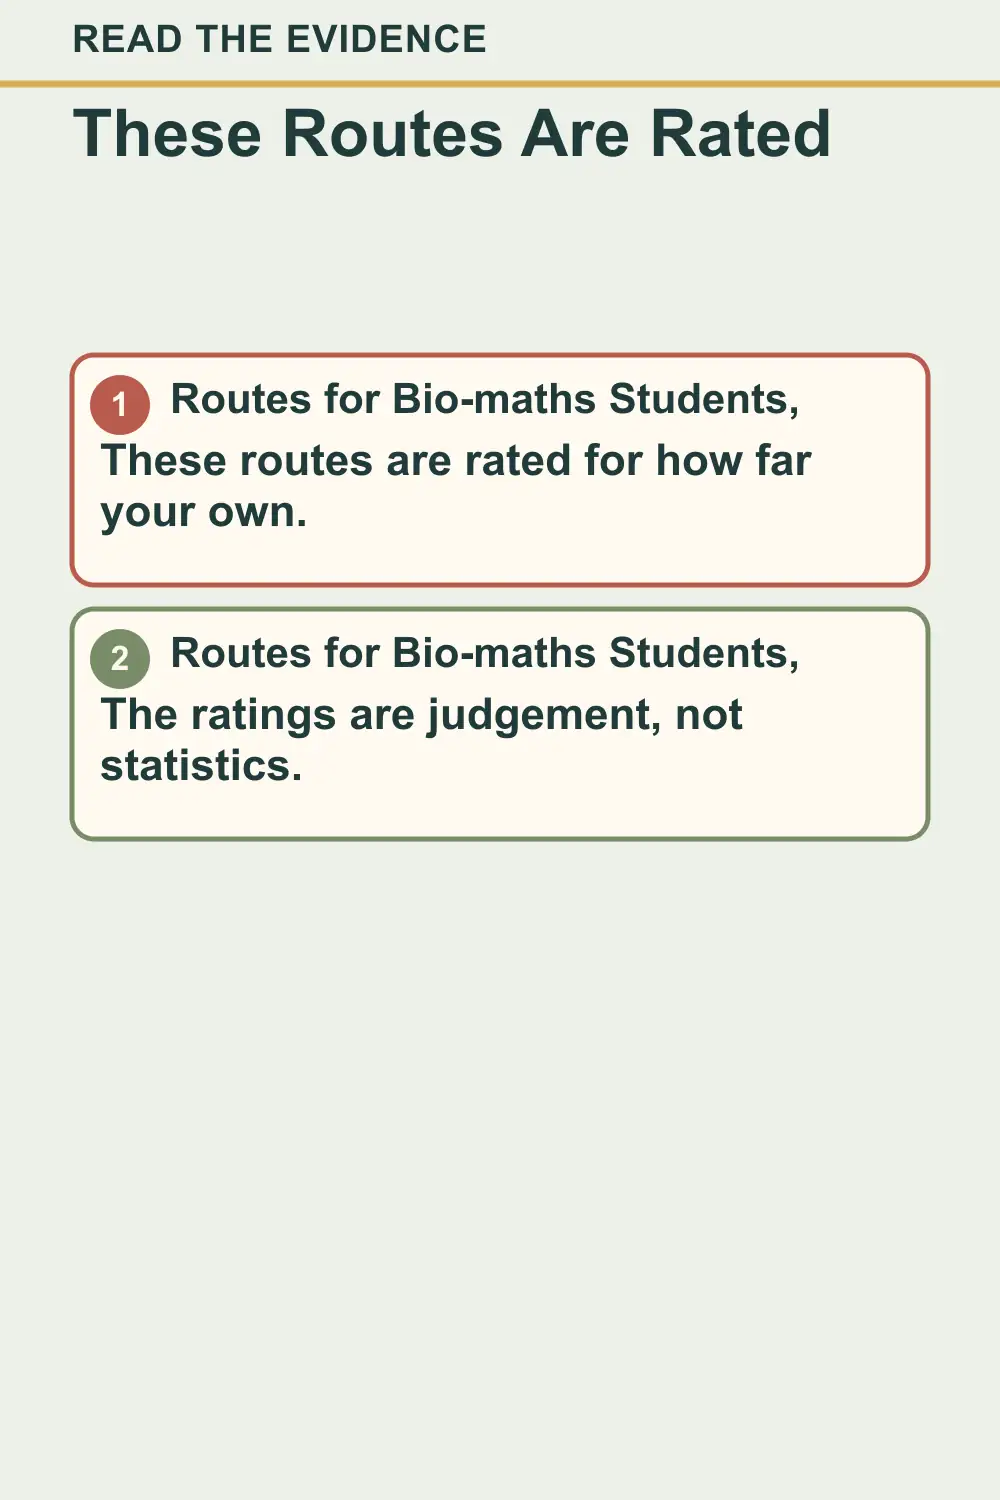 READ THE EVIDENCE
These Routes Are Rated
1 Routes for Bio-maths Students,
These routes are rated for how far
your own.
2 Routes for Bio-maths Students,
The ratings are judgement, not
statistics.